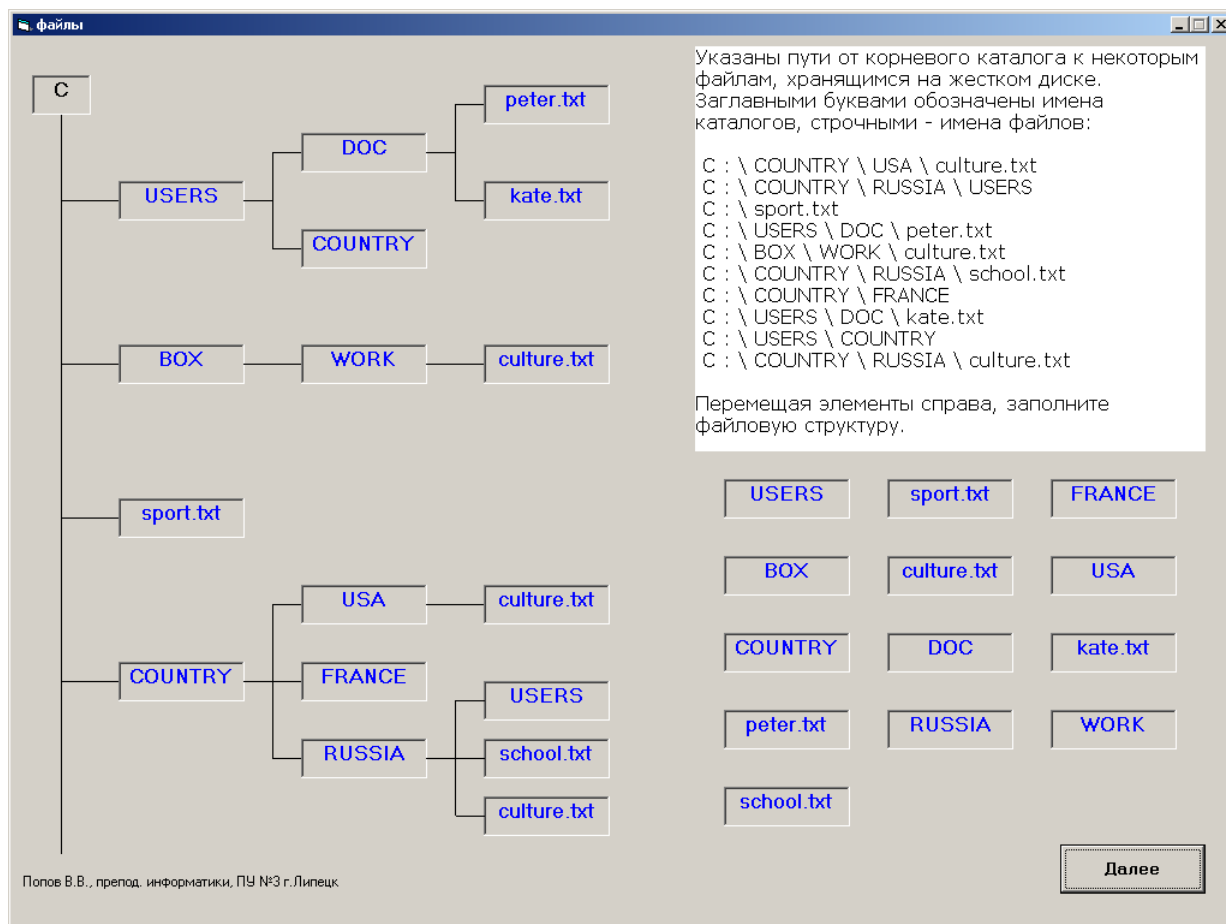 файлы
C
peter.txt
DOC
USERS
kate.txt
COUNTRY
BOX
WORK
culture.txt
sport.txt
USA
culture.txt
COUNTRY
FRANCE
USERS
RUSSIA
school.txt
culture.txt
Указаны пути от корневого каталога к некоторым
файлам, хранящимся на жестком диске.
Заглавными буквами обозначены имена
каталогов, строчными - имена файлов:
C : \ COUNTRY \ USA \ culture.txt
C : \ COUNTRY \ RUSSIA \ USERS
C : \ sport.txt
C : \ USERS \ DOC \ peter.txt
C : \ BOX \ WORK \ culture.txt
C : \ COUNTRY \ RUSSIA \ school.txt
C : \ COUNTRY \ FRANCE
C : \ USERS \ DOC \ kate.txt
C : \ USERS \ COUNTRY
C : \ COUNTRY \ RUSSIA \ culture.txt
Перемещая элементы справа, заполните
файловую структуру.
USERS sport.txt FRANCE
BOX culture.txt USA
COUNTRY DOC kate.txt
peter.txt RUSSIA WORK
school.txt
Далее
Попов В.В., препод. информатики, ПУ №3 г.Липецк